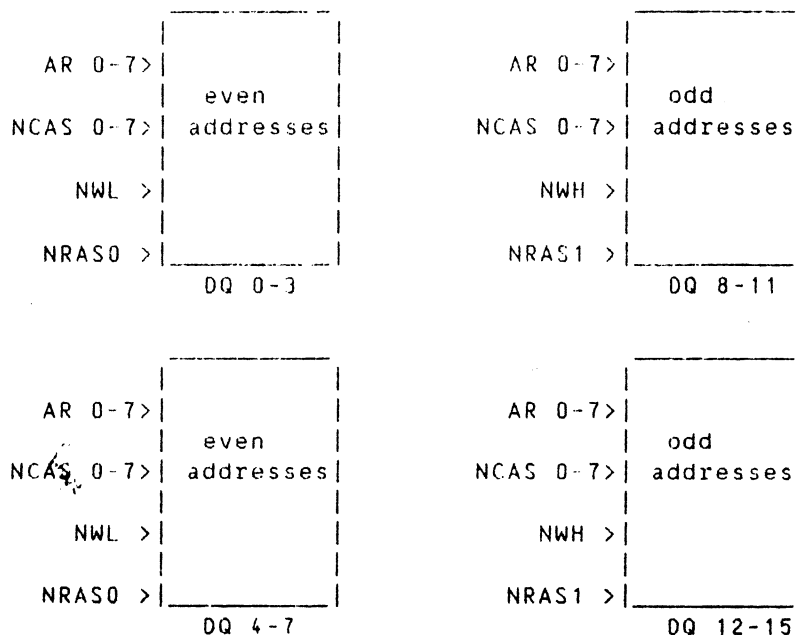 AR 0-7> AR 0-7>
even odd
NCAS 0-7> addresses NCAS 0-7> addresses
NWL > NWH >
NRAS0 > NRAS1 >
DQ 0-3 DQ 8-11
AR 0-7> AR 0-7>
even odd
NCAS 0-7> addresses NCAS 0-7> addresses
NWL > NWH >
NRAS0 > NRAS1 >
DQ 4-7 DQ 12-15